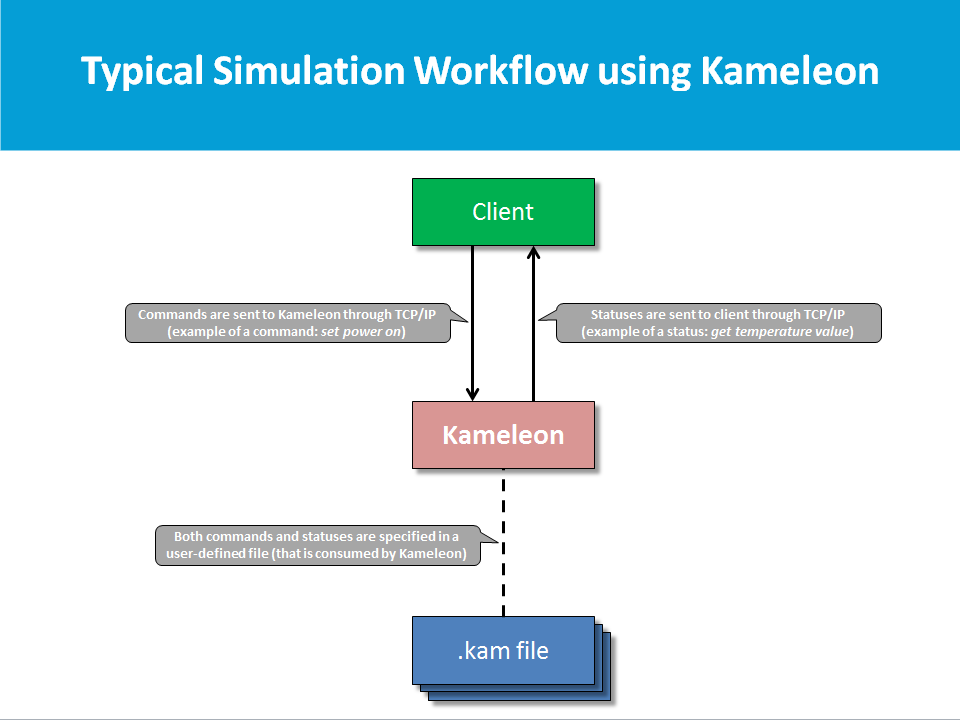 Typical Simulation Workflow using Kameleon
Client
Commands are sent to Kameleon through TCP/IP
(example of a command: set power on)
Statuses are sent to client through TCP/IP
(example of a status: get temperature value)
Kameleon
Both commands and statuses are specified in a
user-defined file (that is consumed by Kameleon)
.kam file